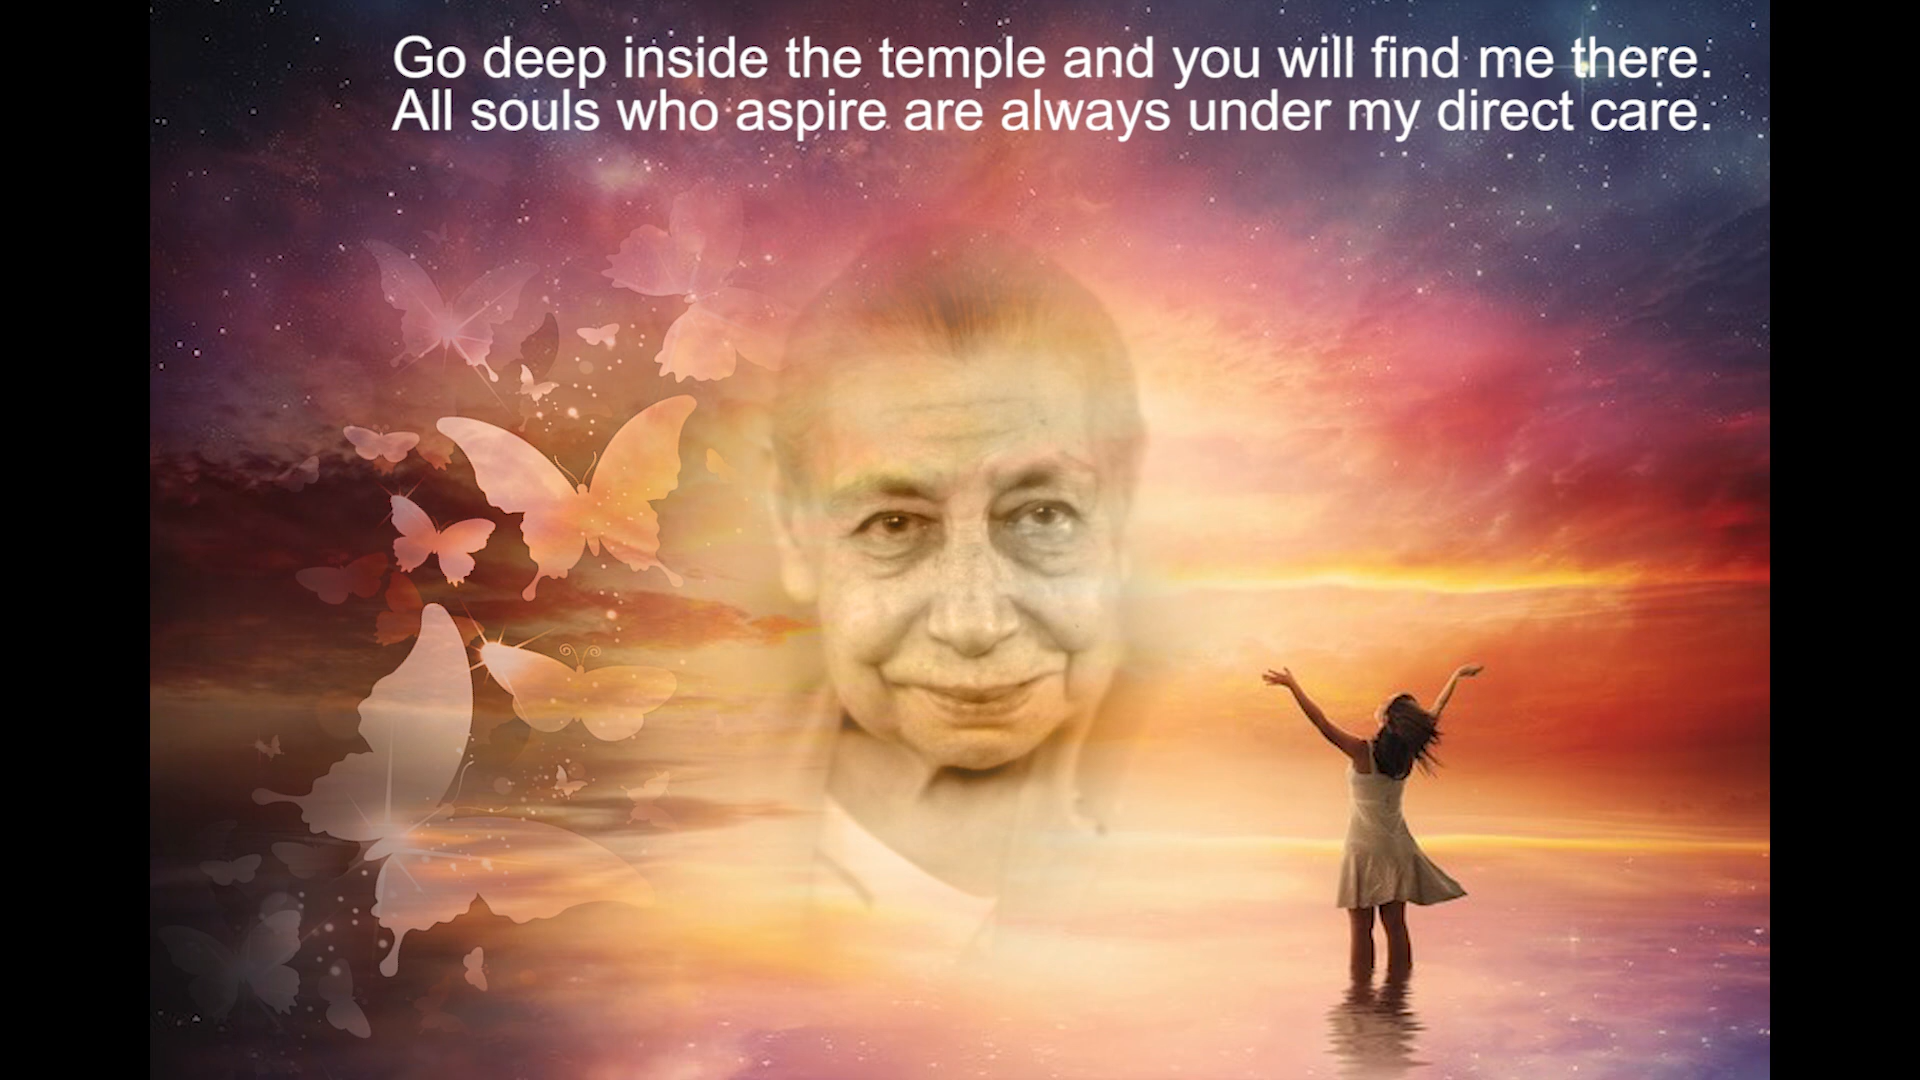 Go deep inside the temple and you will find me there.
All souls who aspire are always under my direct care.